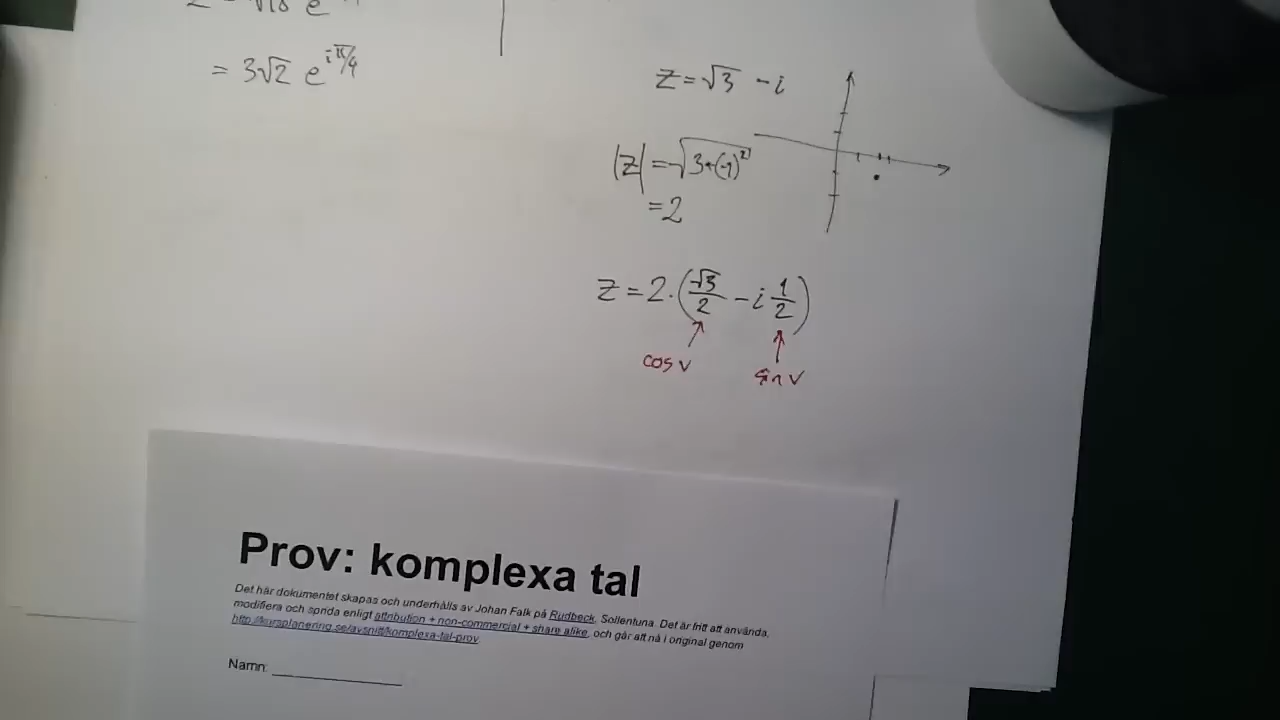 = 3√2 e^{iπ/4}
z = √3 - i
|z| = √(3+(-1)²)
= 2
z = 2·(√3/2 - i 1/2)
cos v
sin v
Prov: komplexa tal
Det här dokumentet skapas och underhålls av Johan Falk på Rudbeck, Sollentuna. Det är fritt att använda,
modifiera och sprida enligt attribution + non-commercial + share alike, och går att nå i original genom
http://kursplanering.se/avsnitt/komplexa-tal-prov.
Namn: